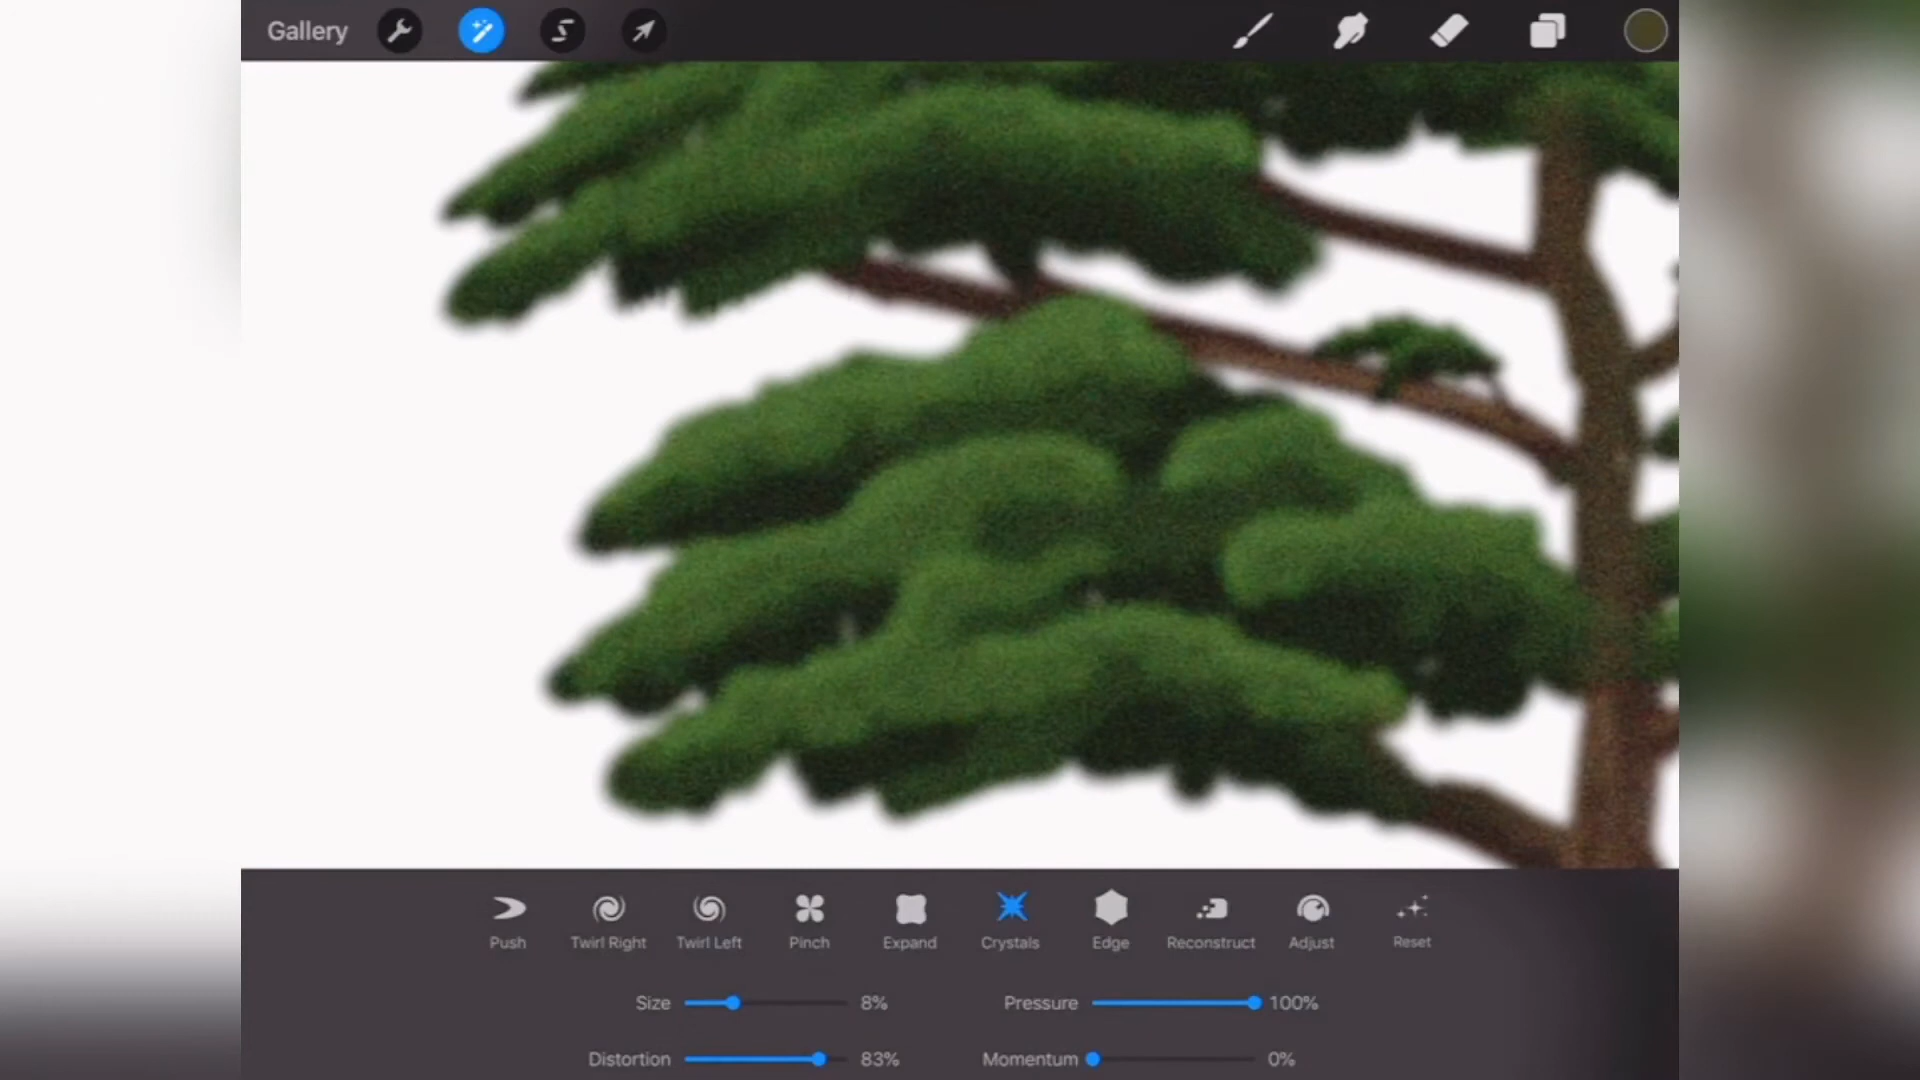 Gallery
Push Twirl Right Twirl Left Pinch Expand Crystals Edge Reconstruct Adjust Reset
Size 8% Pressure 100%
Distortion 83% Momentum 0%